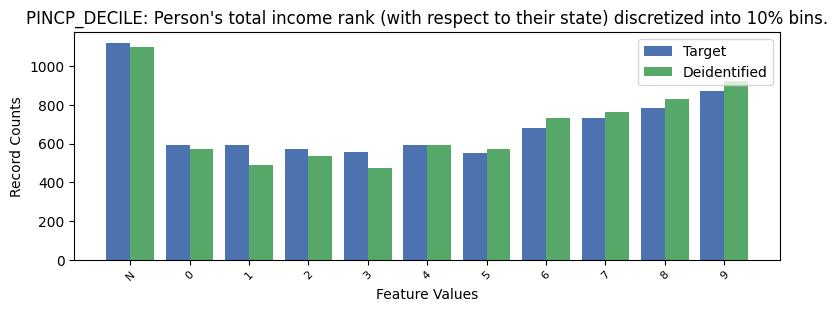 PINCP_DECILE: Person's total income rank (with respect to their state) discretized into 10% bins.
Target
Deidentified
Record Counts
1000
800
600
400
200
0
N 0 1 2 3 4 5 6 7 8 9
Feature Values